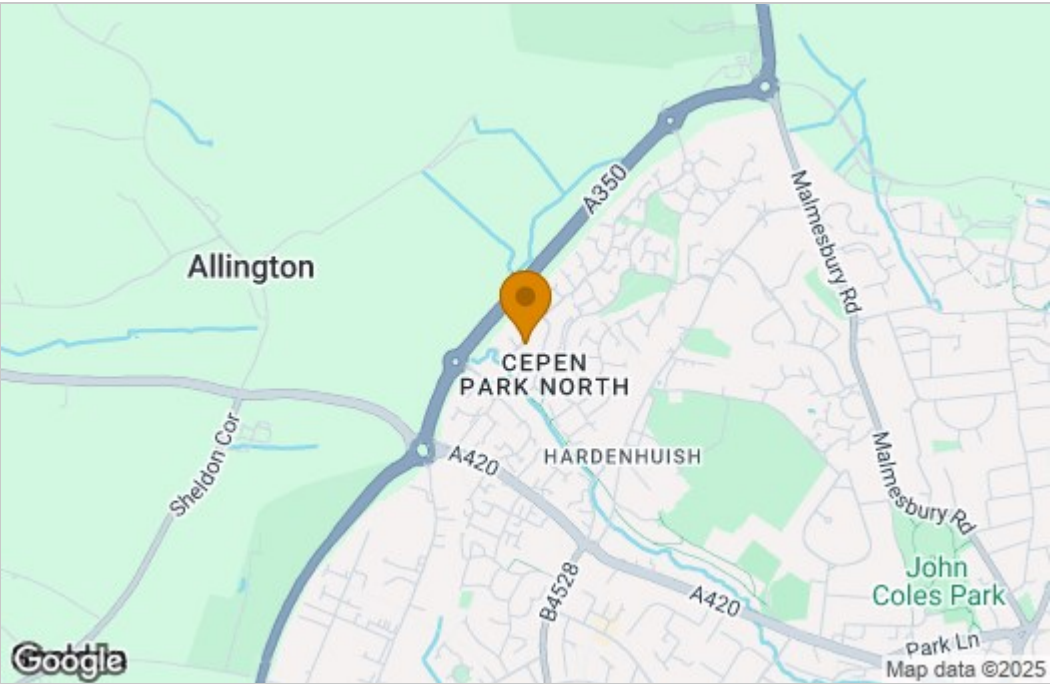 A350
Malmesbury Rd
Allington
CEPEN
PARK NORTH
Sheldon Cor
A420
HARDENHUISH
Malmesbury Rd
B4528
A420
John
Coles Park
Park Ln
Google
Map data ©2025